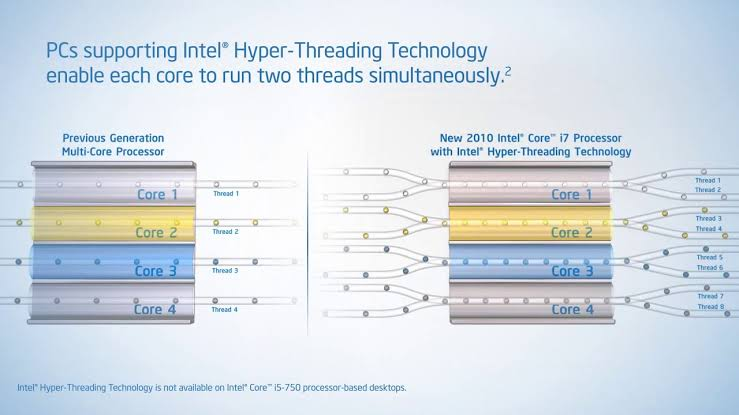 PCs supporting Intel® Hyper-Threading Technology
enable each core to run two threads simultaneously.²
Previous Generation
Multi-Core Processor
Core 1
Thread 1
Core 2
Thread 2
Core 3
Thread 3
Core 4
Thread 4
New 2010 Intel® Core™ i7 Processor
with Intel® Hyper-Threading Technology
Core 1
Thread 1
Thread 2
Core 2
Thread 3
Thread 4
Core 3
Thread 5
Thread 6
Core 4
Thread 7
Thread 8
Intel® Hyper-Threading Technology is not available on Intel® Core™ i5-750 processor-based desktops.